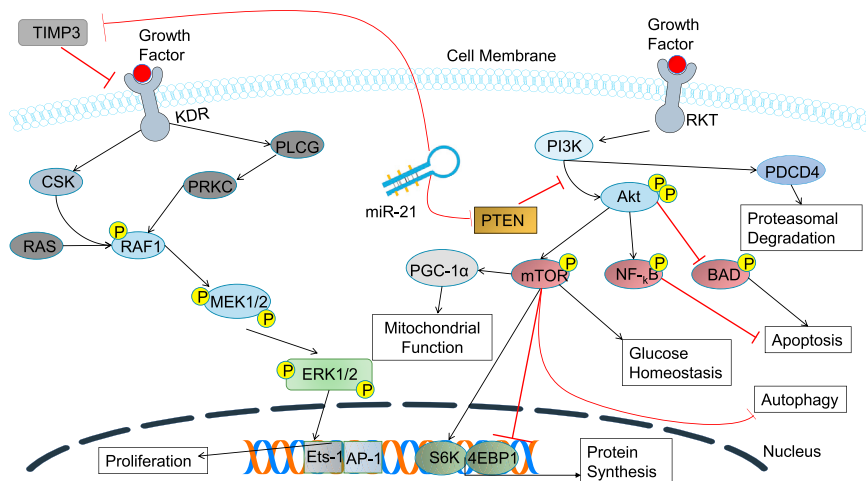 TIMP3
Growth
Factor
Cell Membrane
Growth
Factor
KDR
RKT
PLCG
PI3K
CSK
PRKC
miR-21
PTEN
Akt
P
P
PDCD4
Proteasomal
Degradation
RAS
P
RAF1
PGC-1α
mTOR
P
NF-κB
P
BAD
P
P
MEK1/2
P
Mitochondrial
Function
Glucose
Homeostasis
Apoptosis
P
ERK1/2
P
Autophagy
Nucleus
Proliferation
Ets-1
AP-1
S6K
4EBP1
Protein
Synthesis